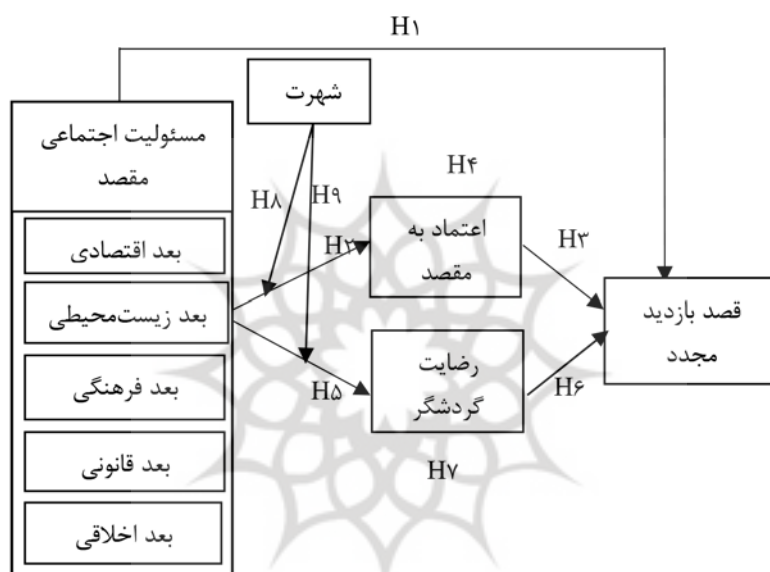 H۱
شهرت
مسئولیت اجتماعی
مقصد
H۴
H۸
H۹
اعتماد به
مقصد
H۲
H۳
بعد اقتصادی
بعد زیست‌محیطی
قصد بازدید
مجدد
رضایت
گردشگر
H۵
H۶
بعد فرهنگی
H۷
بعد قانونی
بعد اخلاقی